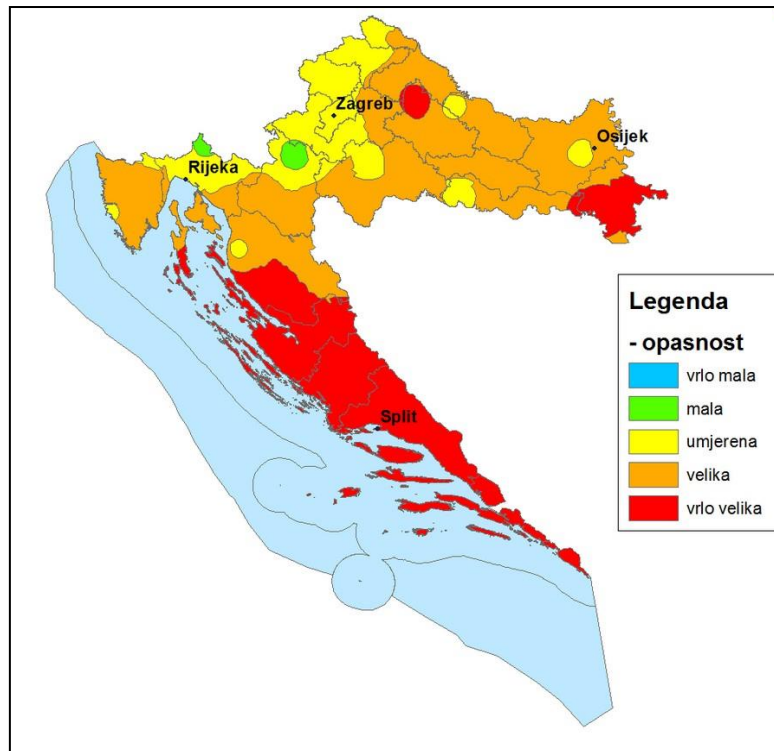 Zagreb
Osijek
Rijeka
Legenda
- opasnost
vrlo mala
mala
umjerena
velika
vrlo velika
Split